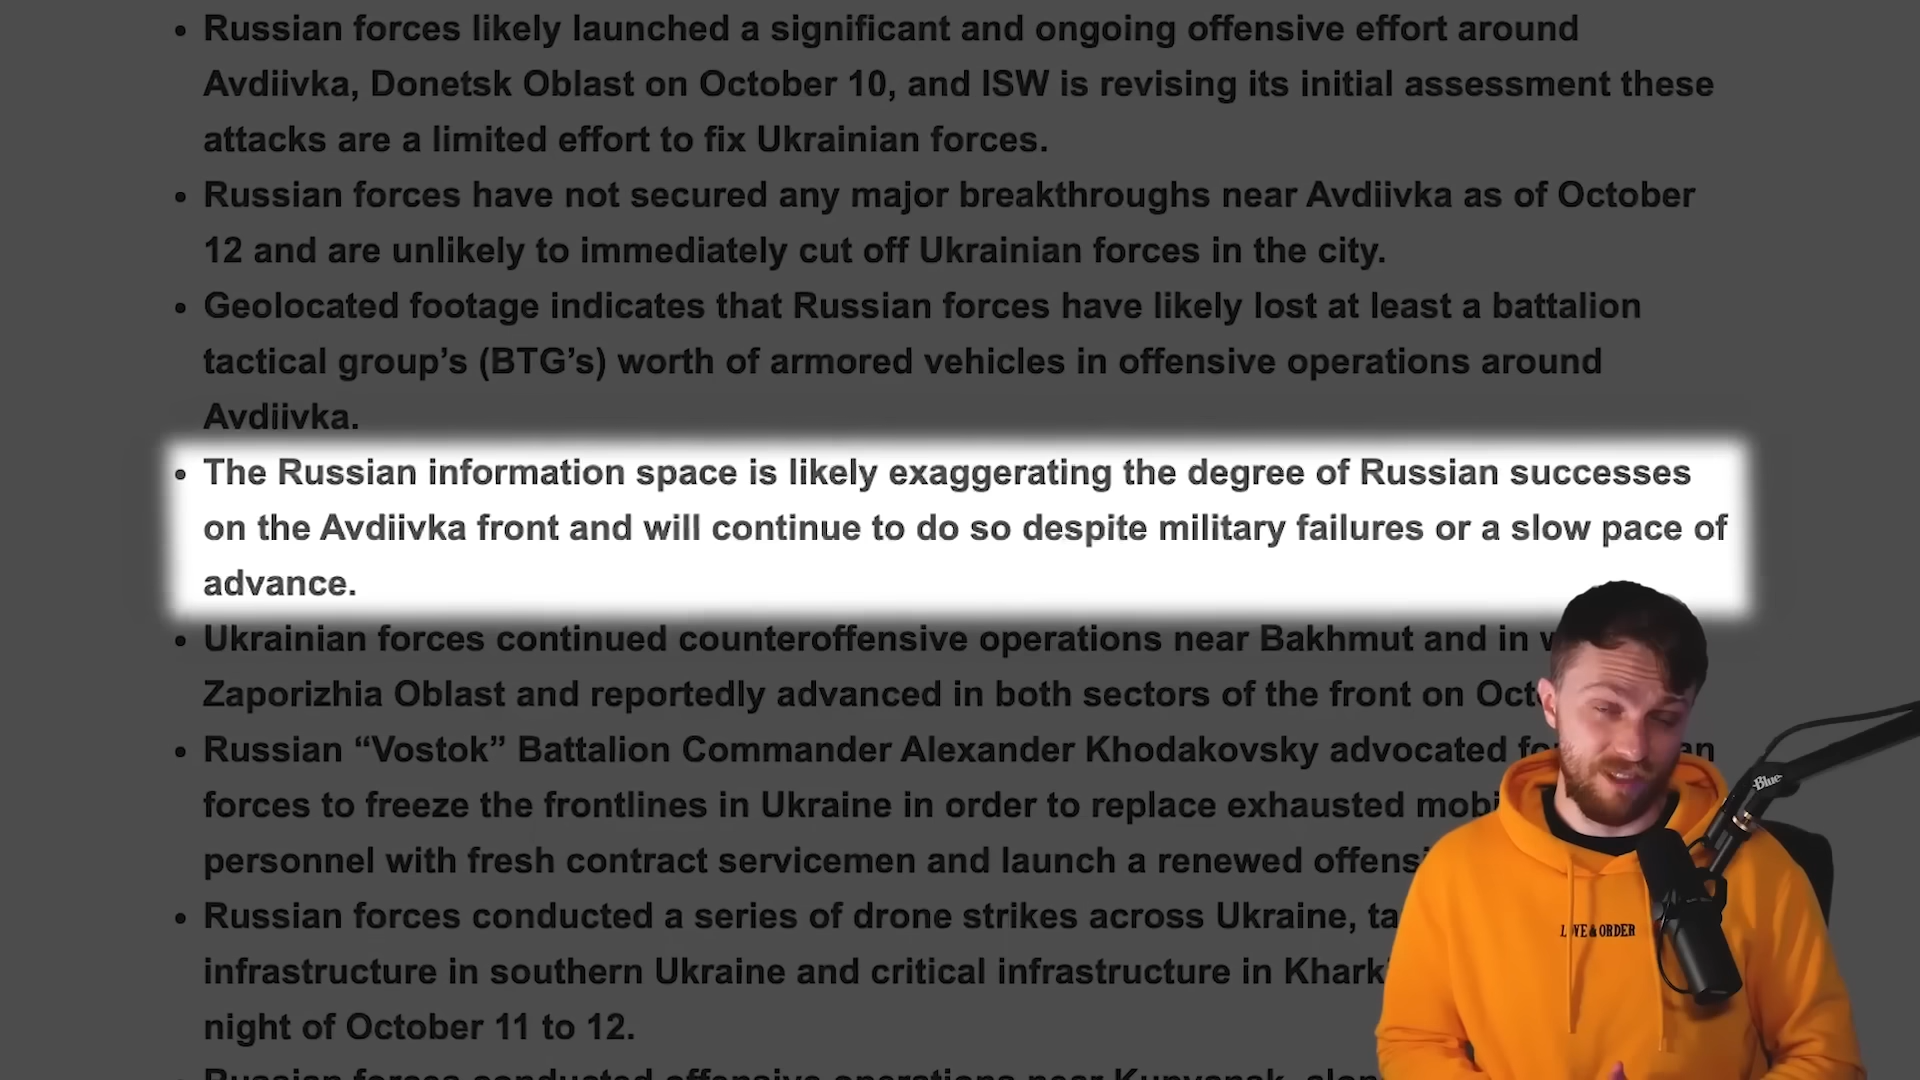 • Russian forces likely launched a significant and ongoing offensive effort around
Avdiivka, Donetsk Oblast on October 10, and ISW is revising its initial assessment these
attacks are a limited effort to fix Ukrainian forces.
• Russian forces have not secured any major breakthroughs near Avdiivka as of October
12 and are unlikely to immediately cut off Ukrainian forces in the city.
• Geolocated footage indicates that Russian forces have likely lost at least a battalion
tactical group’s (BTG’s) worth of armored vehicles in offensive operations around
Avdiivka.
• The Russian information space is likely exaggerating the degree of Russian successes
on the Avdiivka front and will continue to do so despite military failures or a slow pace of
advance.
• Ukrainian forces continued counteroffensive operations near Bakhmut and in
Zaporizhia Oblast and reportedly advanced in both sectors of the front on
• Russian “Vostok” Battalion Commander Alexander Khodakovsky advocated
forces to freeze the frontlines in Ukraine in order to replace exhausted
personnel with fresh contract servicemen and launch a renewed
• Russian forces conducted a series of drone strikes across Ukraine,
infrastructure in southern Ukraine and critical infrastructure in
night of October 11 to 12.
Russian forces conducted offensive operations near Kupyansk,
Blue
& ORDER